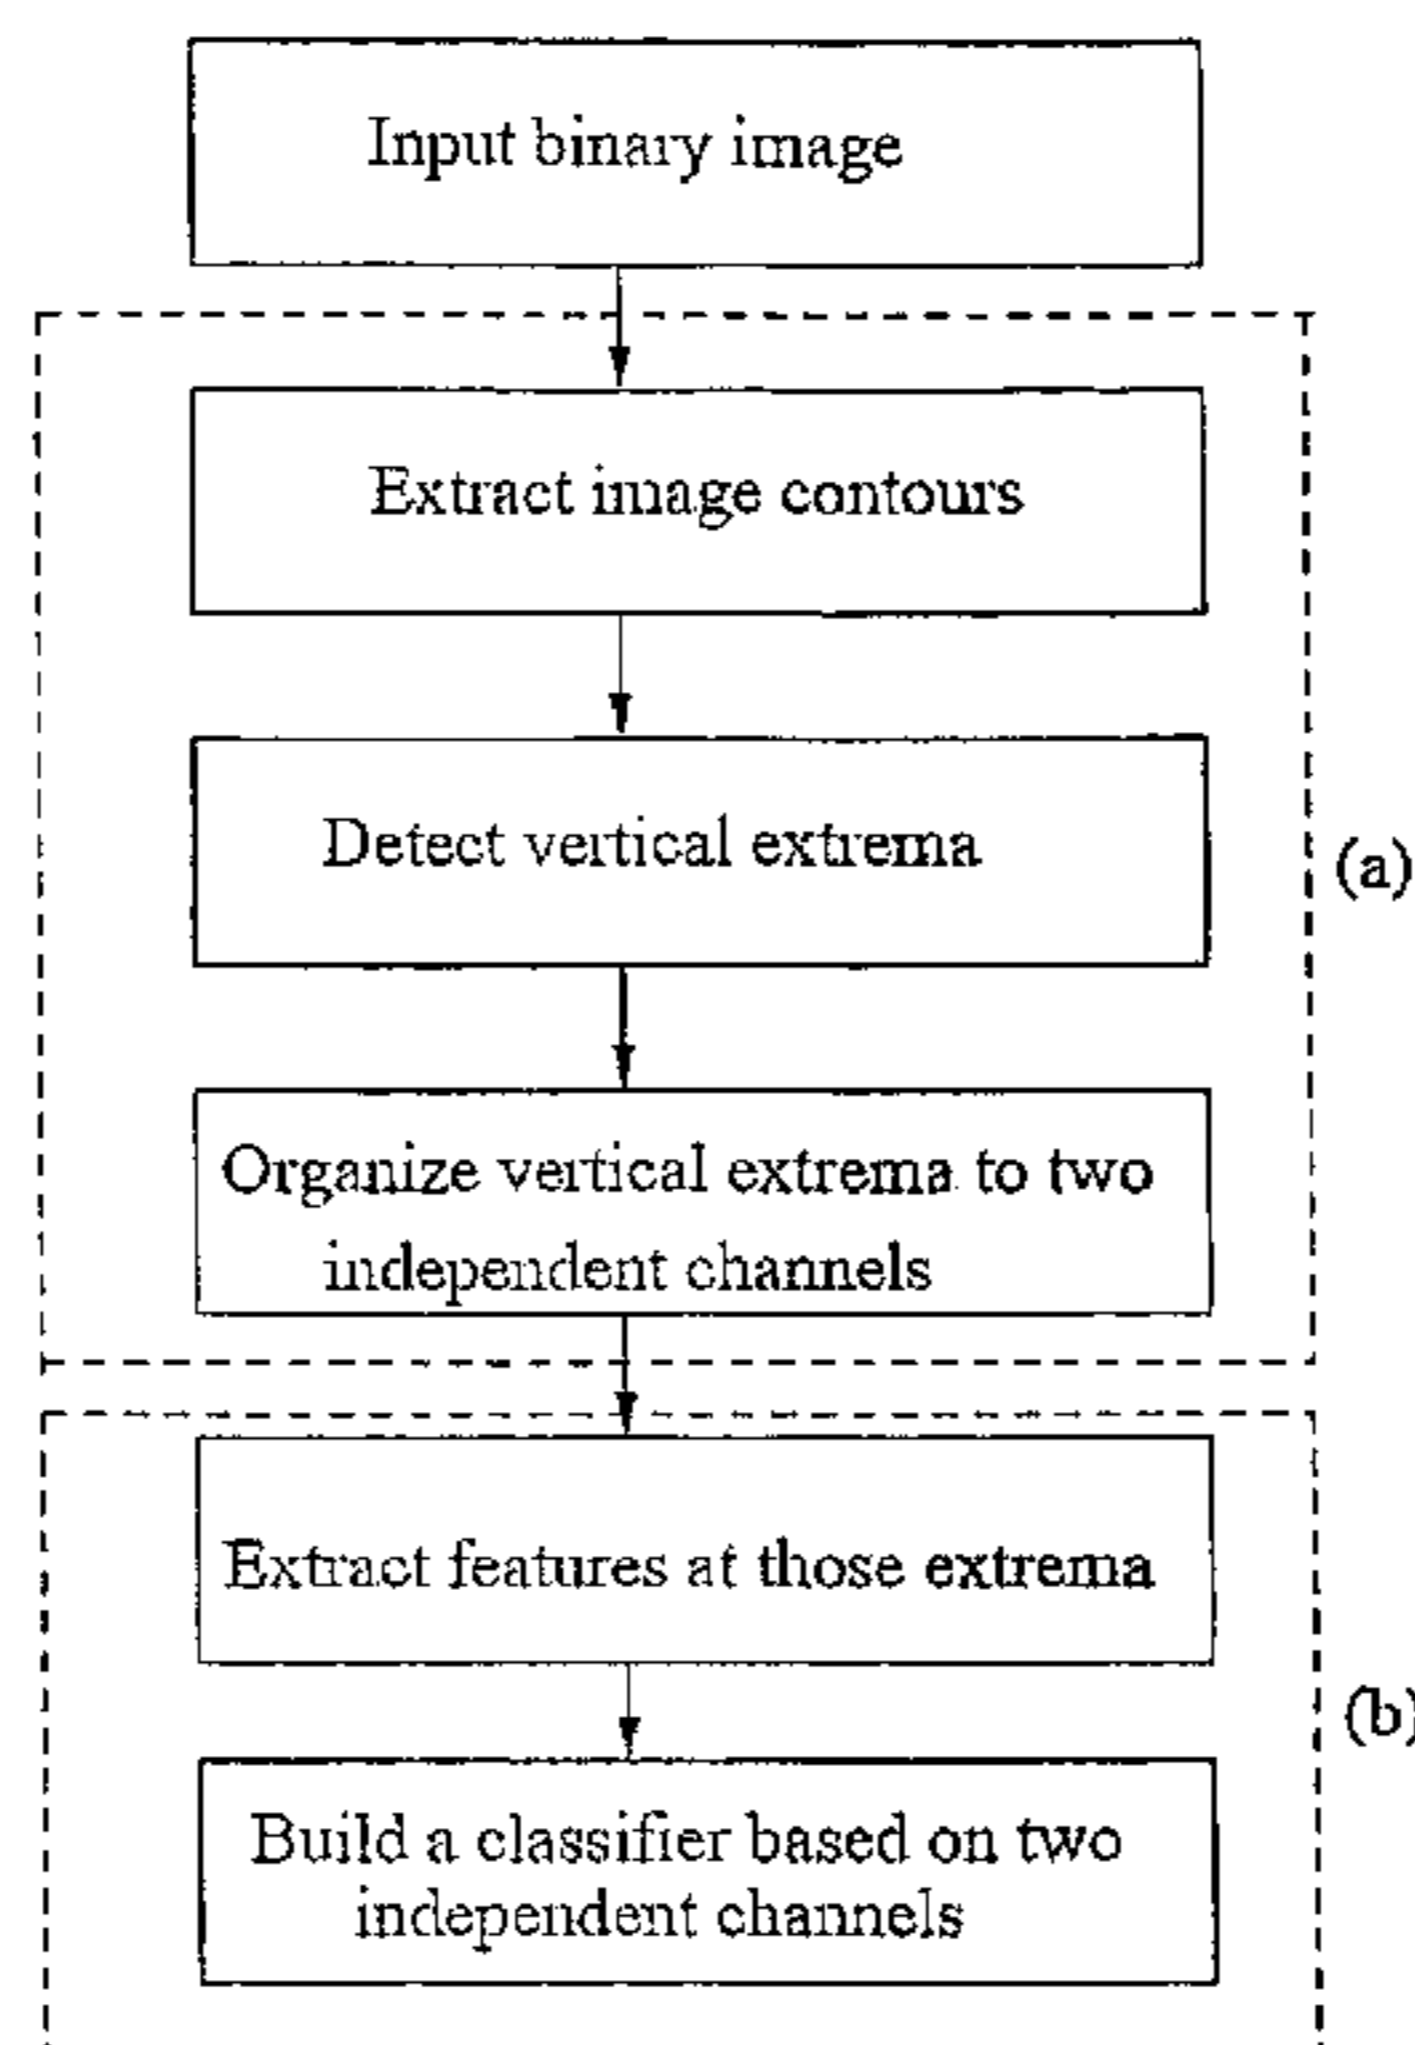 Input binary image
Extract image contours
Detect vertical extrema
(a)
Organize vertical extrema to two
independent channels
Extract features at those extrema
(b)
Build a classifier based on two
independent channels